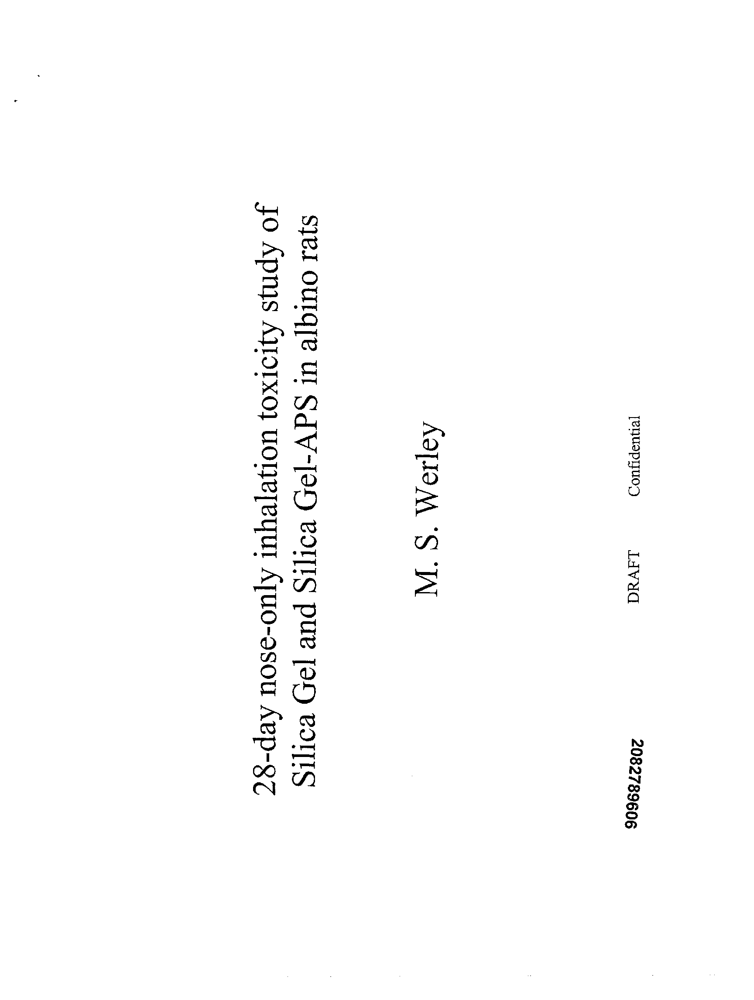 28-day nose-only inhalation toxicity study of
Silica Gel and Silica Gel-APS in albino rats
M. S. Werley
DRAFT Confidential
2082789606